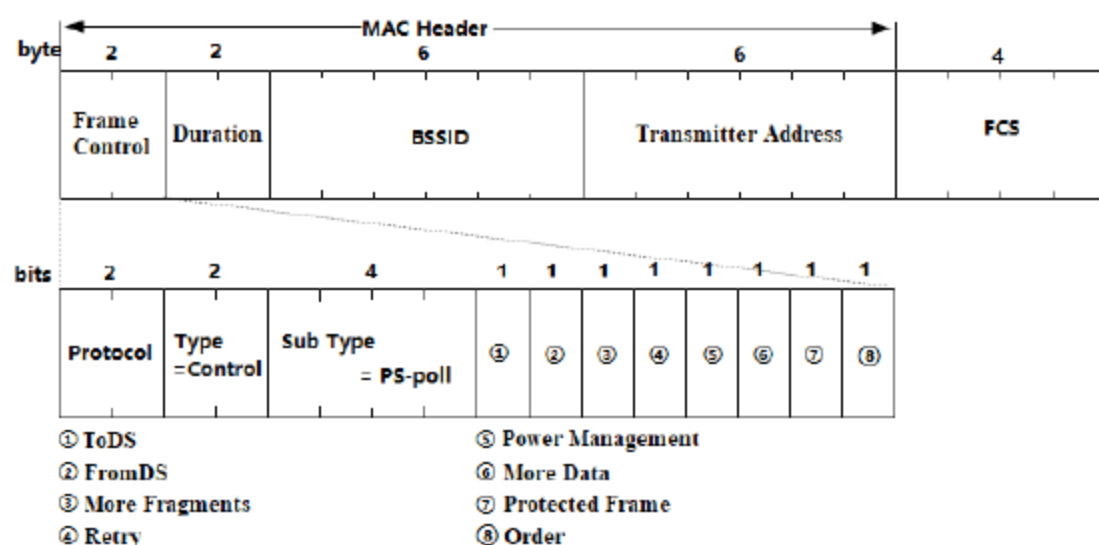 MAC Header
byte 2 2 6 6 4
Frame Control Duration BSSID Transmitter Address FCS
bits 2 2 4 1 1 1 1 1 1 1 1
Protocol Type =Control Sub Type = PS-poll ① ② ③ ④ ⑤ ⑥ ⑦ ⑧
① ToDS ⑤ Power Management
② FromDS ⑥ More Data
③ More Fragments ⑦ Protected Frame
④ Retry ⑧ Order